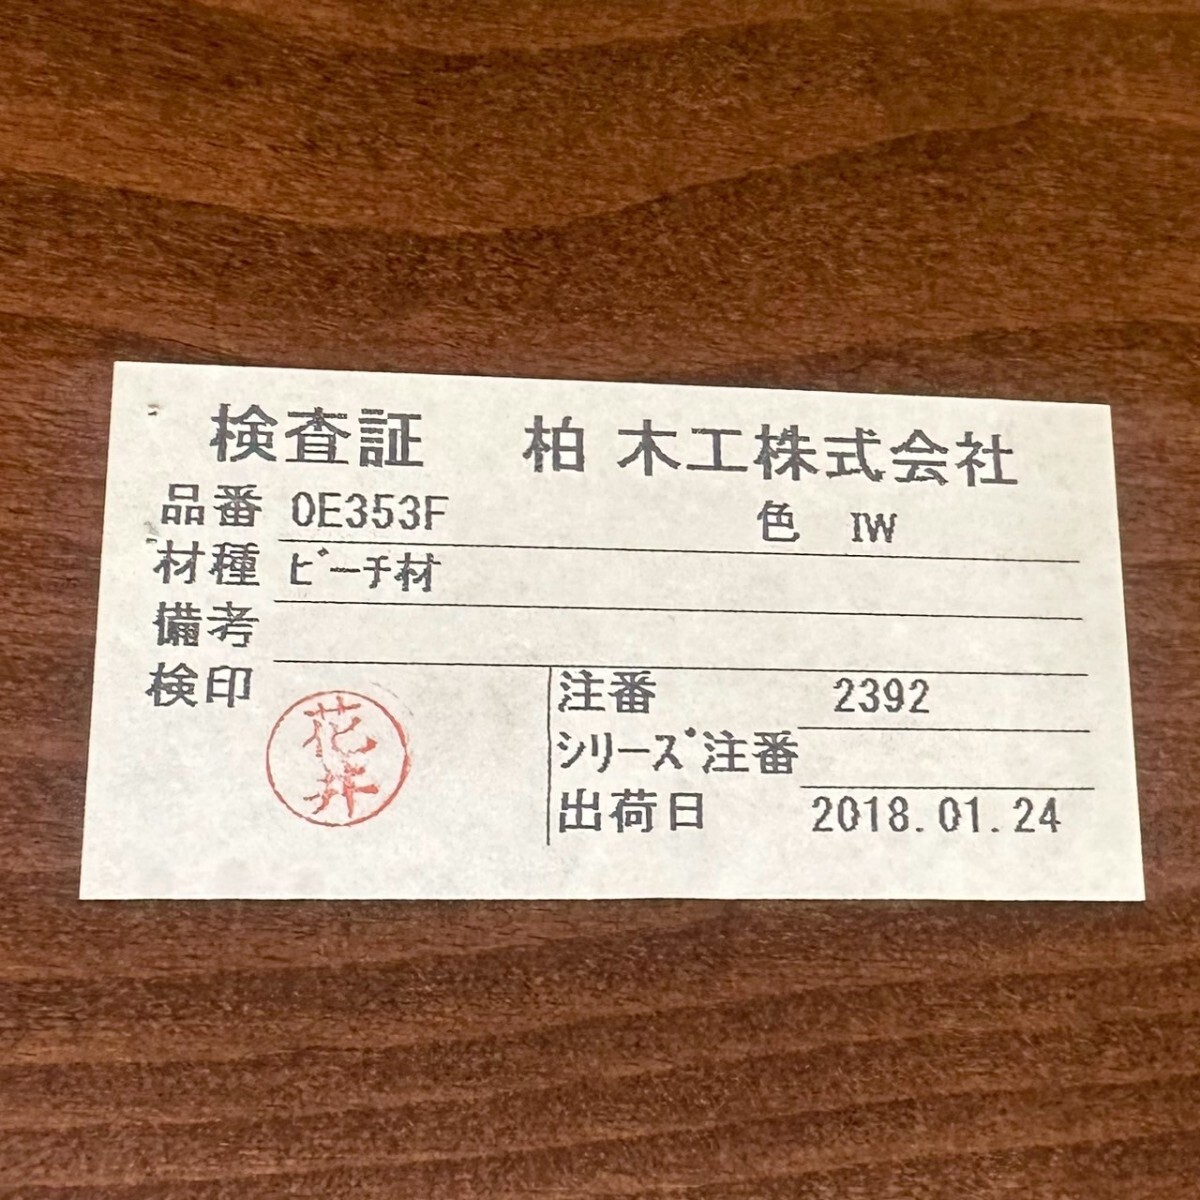 検査証 柏 木工株式会社
品番 OE353F 色 IW
材種 ﾋﾞｰﾁ材
備考
検印 花井
注番 2392
ｼﾘｰｽﾞ注番
出荷日 2018.01.24